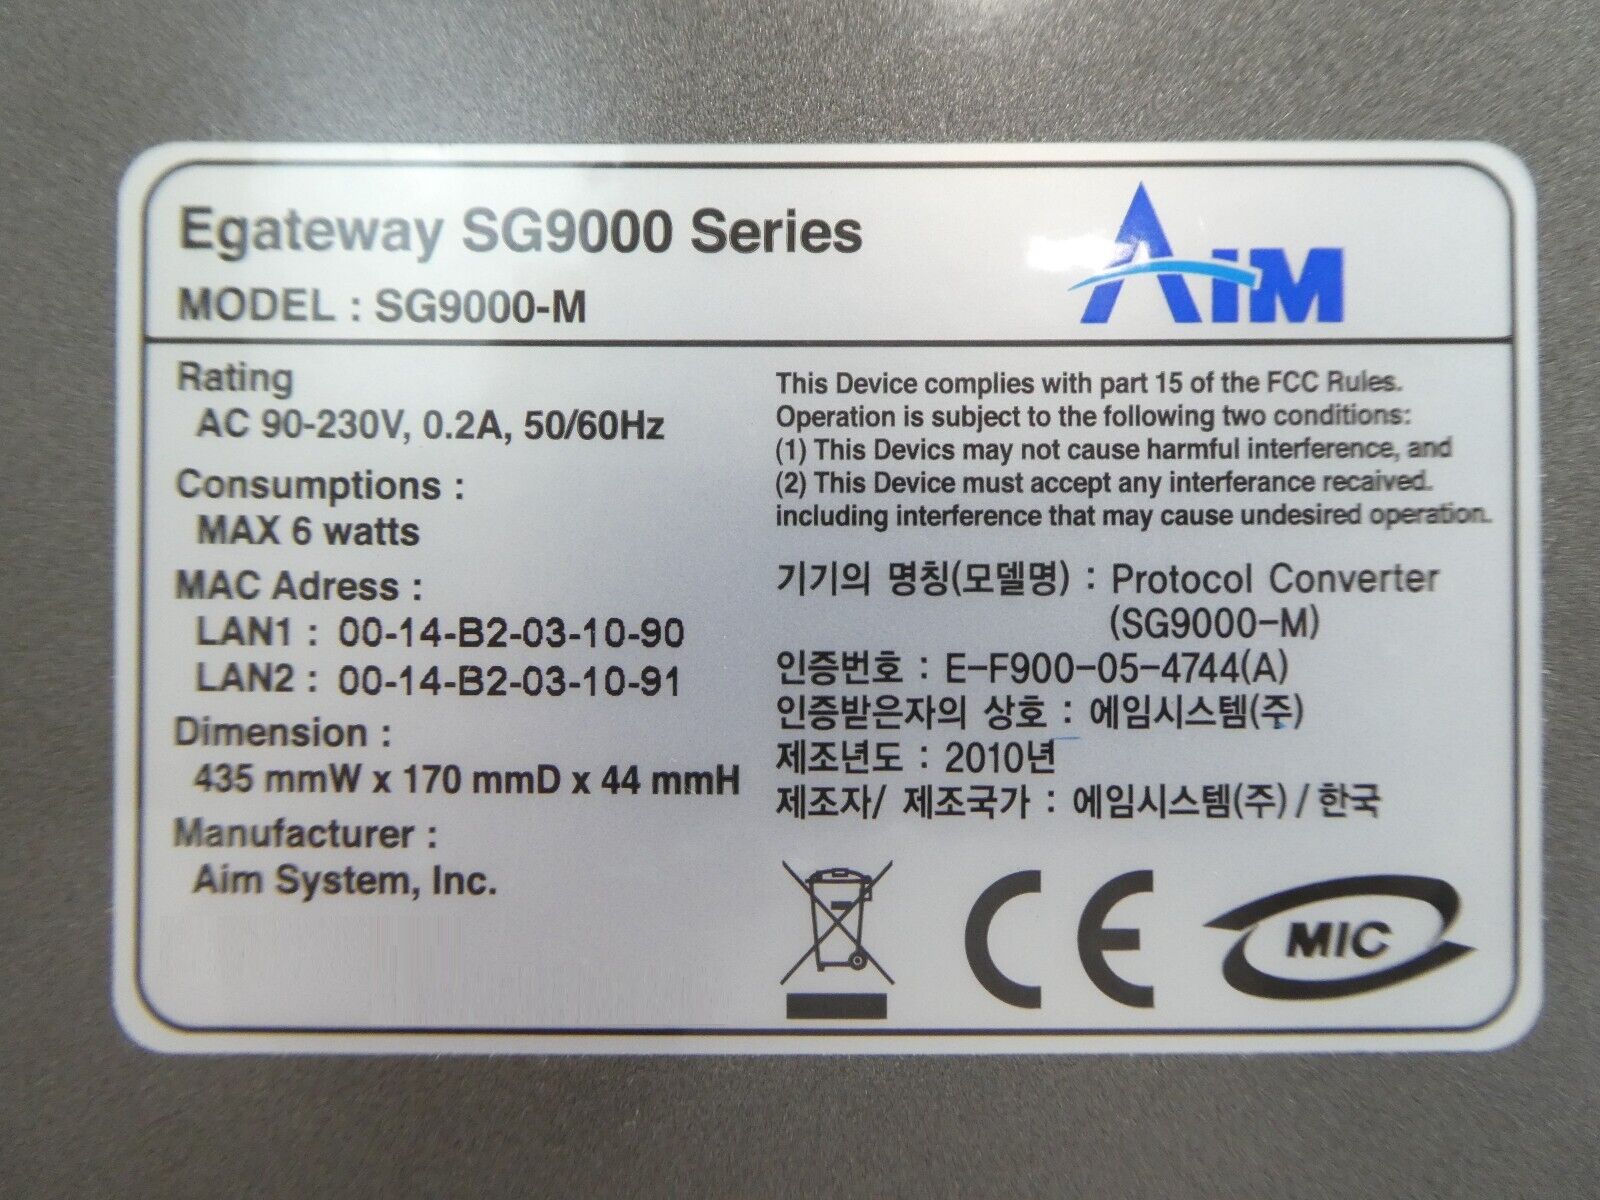 Egateway SG9000 Series
MODEL : SG9000-M
AIM
Rating
AC 90-230V, 0.2A, 50/60Hz
Consumptions :
MAX 6 watts
MAC Adress :
LAN1 : 00-14-B2-03-10-90
LAN2 : 00-14-B2-03-10-91
Dimension :
435 mmW x 170 mmD x 44 mmH
Manufacturer :
Aim System, Inc.
This Device complies with part 15 of the FCC Rules.
Operation is subject to the following two conditions:
(1) This Devics may not cause harmful interference, and
(2) This Device must accept any interferance recaived.
including interference that may cause undesired operation.
기기의 명칭(모델명) : Protocol Converter
(SG9000-M)
인증번호 : E-F900-05-4744(A)
인증받은자의 상호 : 에임시스템(주)
제조년도 : 2010년
제조자/ 제조국가 : 에임시스템(주) / 한국
CE
MIC